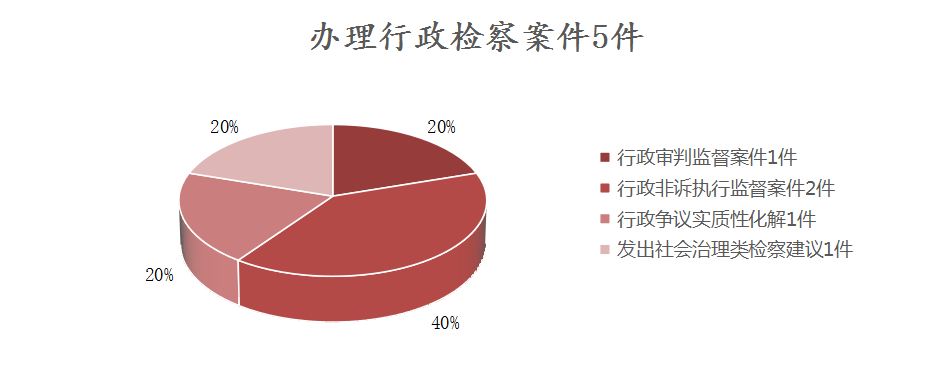 办理行政检察案件5件
20%
20%
行政审判监督案件1件
行政非诉执行监督案件2件
行政争议实质性化解1件
发出社会治理类检察建议1件
20%
40%